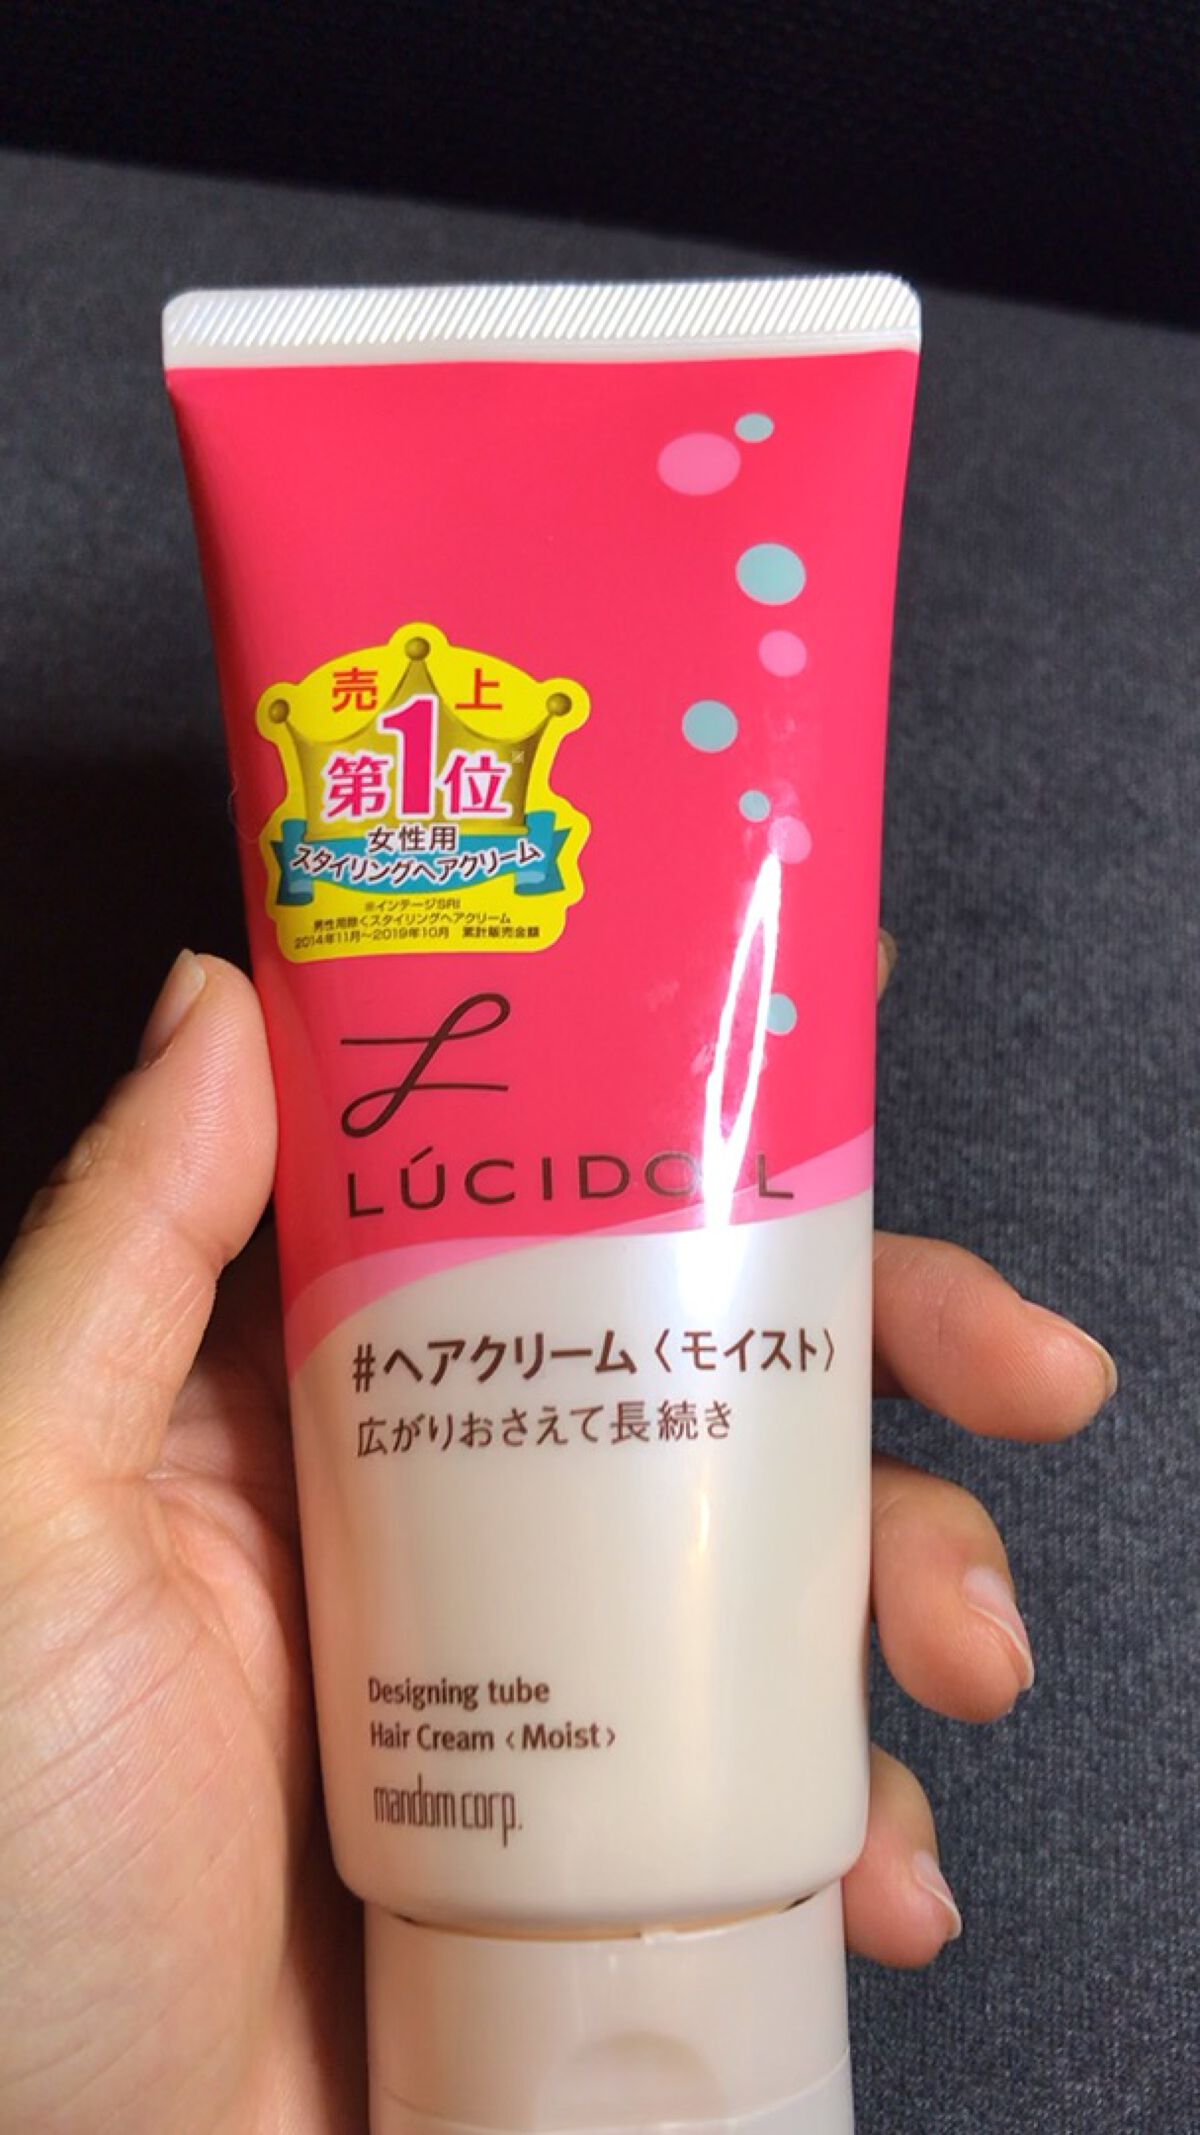 売上
第1位※
女性用
スタイリングヘアクリーム
※インテージSRI
男性用除くスタイリングヘアクリーム
2014年11月～2019年10月 累計販売金額
L
LÚCIDO L
#ヘアクリーム〈モイスト〉
広がりおさえて長続き
Designing tube
Hair Cream〈Moist〉
mandom corp.